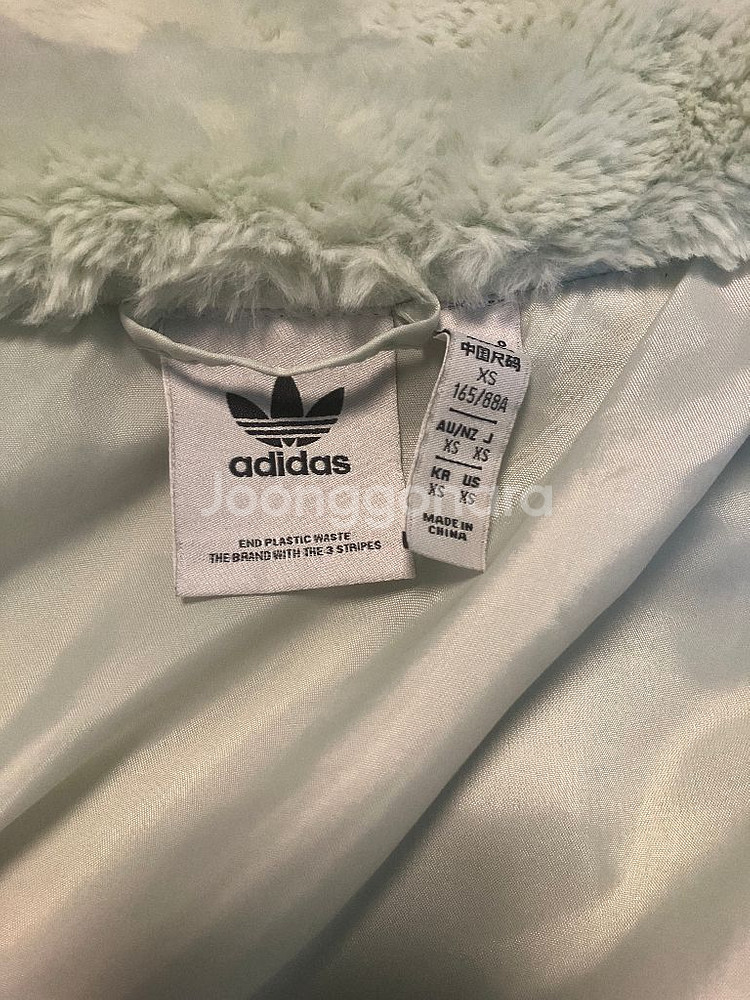 adidas
END PLASTIC WASTE
THE BRAND WITH THE 3 STRIPES
中国尺码
XS
165/88A
AU/NZ J
XS XS
KR US
XS XS
MADE IN
CHINA
Joonggonara